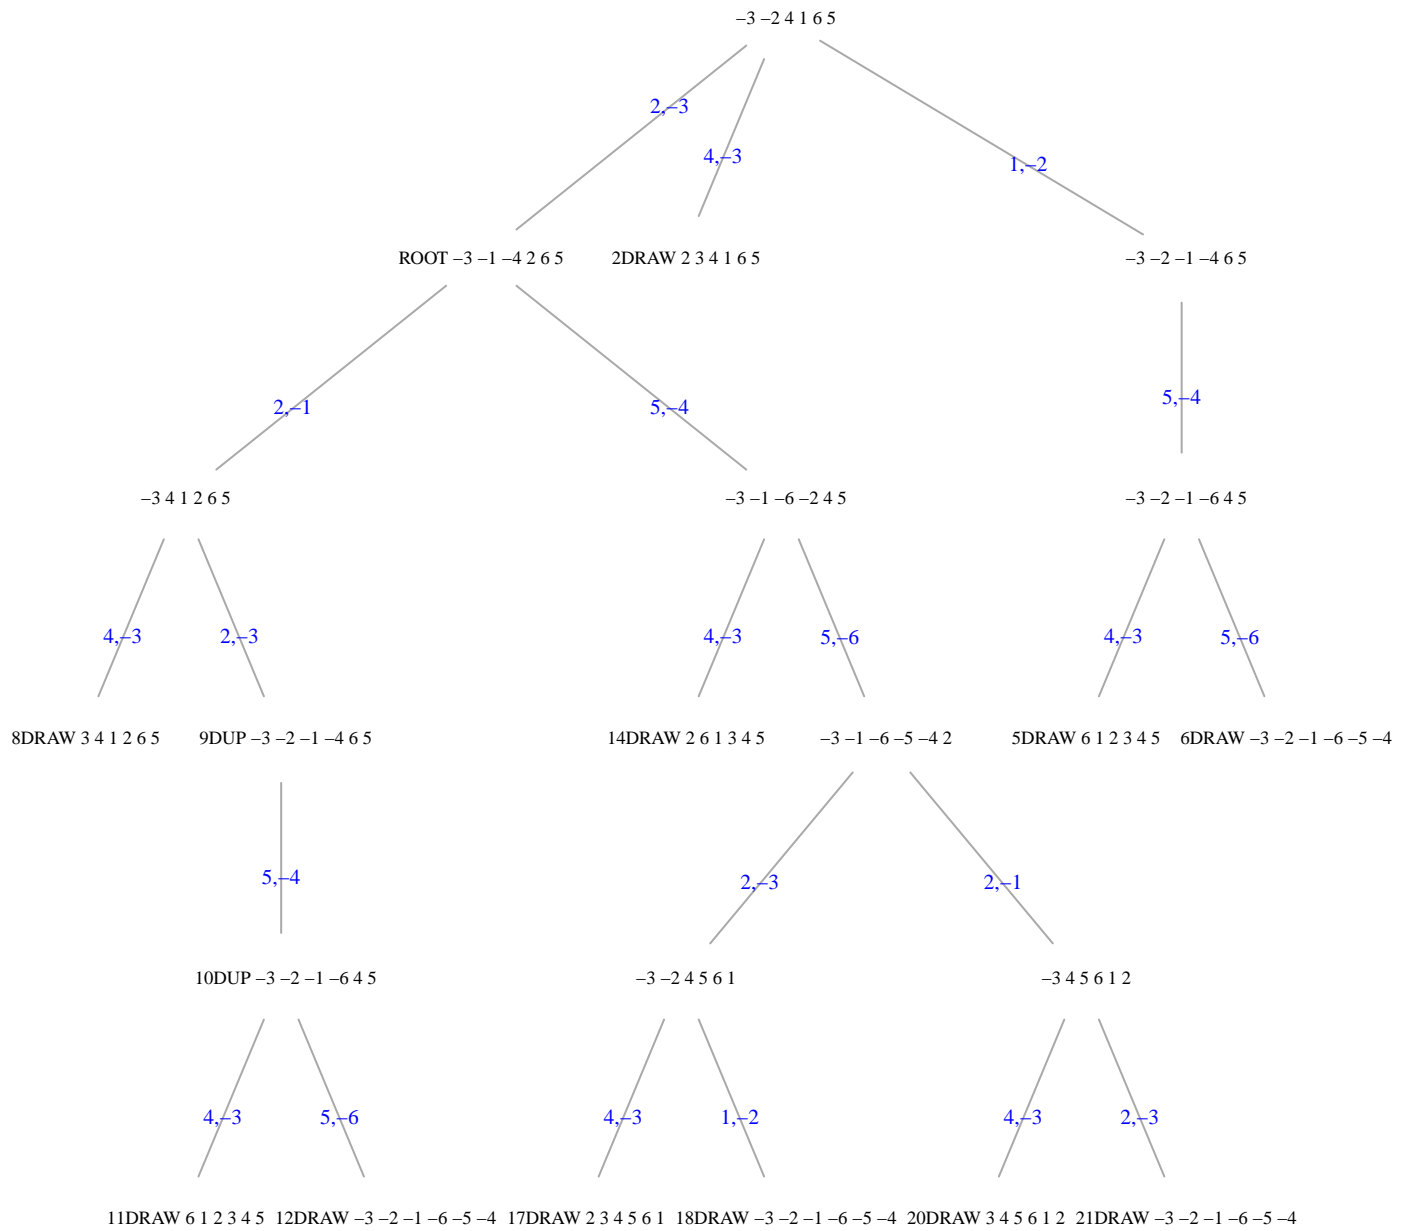 −3 −2 4 1 6 5
2,−3
4,−3
1,−2
ROOT −3 −1 −4 2 6 5
2DRAW 2 3 4 1 6 5
−3 −2 −1 −4 6 5
2,−1
5,−4
5,−4
−3 4 1 2 6 5
−3 −1 −6 −2 4 5
−3 −2 −1 −6 4 5
4,−3
2,−3
4,−3
5,−6
4,−3
5,−6
8DRAW 3 4 1 2 6 5
9DUP −3 −2 −1 −4 6 5
14DRAW 2 6 1 3 4 5
−3 −1 −6 −5 −4 2
5DRAW 6 1 2 3 4 5
6DRAW −3 −2 −1 −6 −5 −4
5,−4
2,−3
2,−1
10DUP −3 −2 −1 −6 4 5
−3 −2 4 5 6 1
−3 4 5 6 1 2
4,−3
5,−6
4,−3
1,−2
4,−3
2,−3
11DRAW 6 1 2 3 4 5
12DRAW −3 −2 −1 −6 −5 −4
17DRAW 2 3 4 5 6 1
18DRAW −3 −2 −1 −6 −5 −4
20DRAW 3 4 5 6 1 2
21DRAW −3 −2 −1 −6 −5 −4